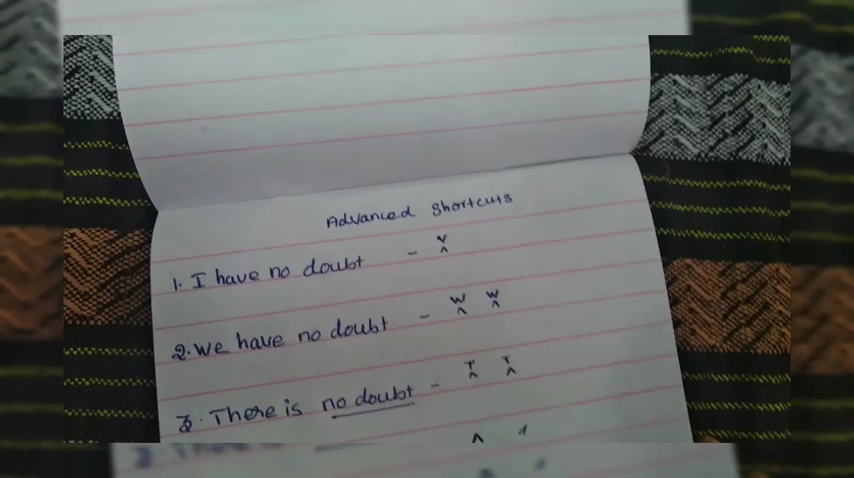 Advanced Shortcuts
1. I have no doubt -
2. We have no doubt -
3. There is no doubt -